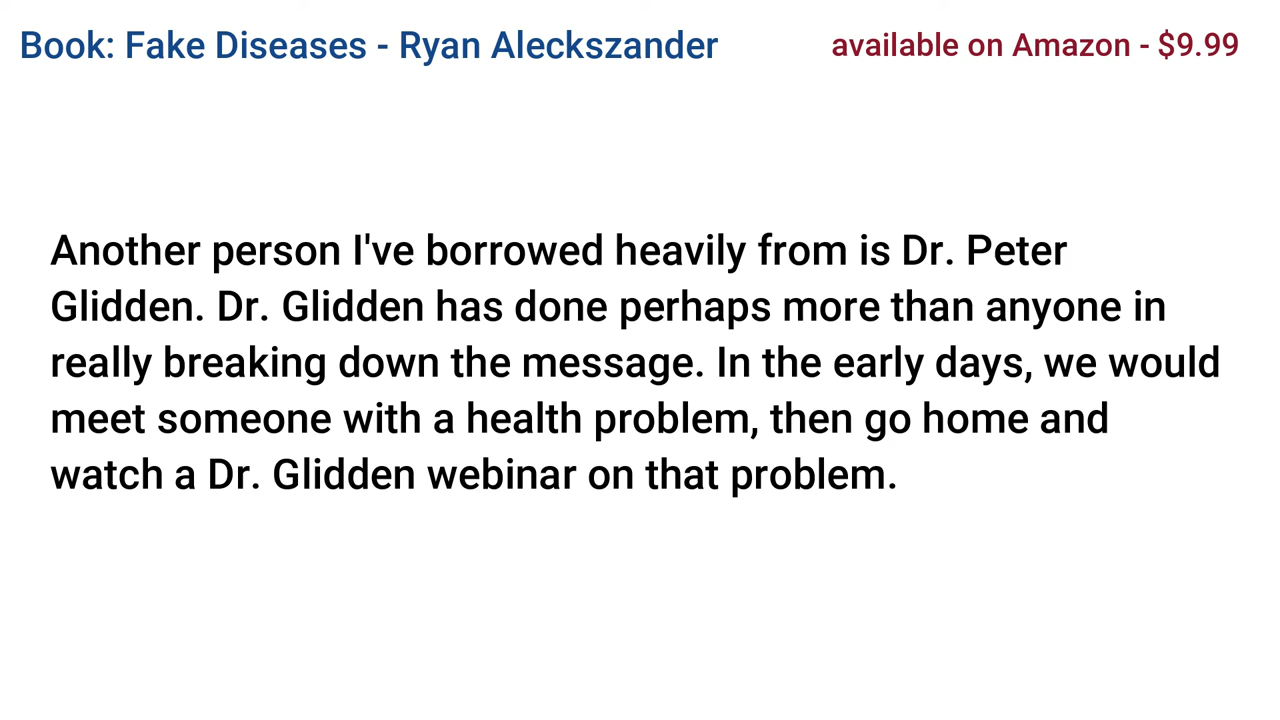 Book: Fake Diseases - Ryan Aleckszander
available on Amazon - $9.99
Another person I've borrowed heavily from is Dr. Peter
Glidden. Dr. Glidden has done perhaps more than anyone in
really breaking down the message. In the early days, we would
meet someone with a health problem, then go home and
watch a Dr. Glidden webinar on that problem.